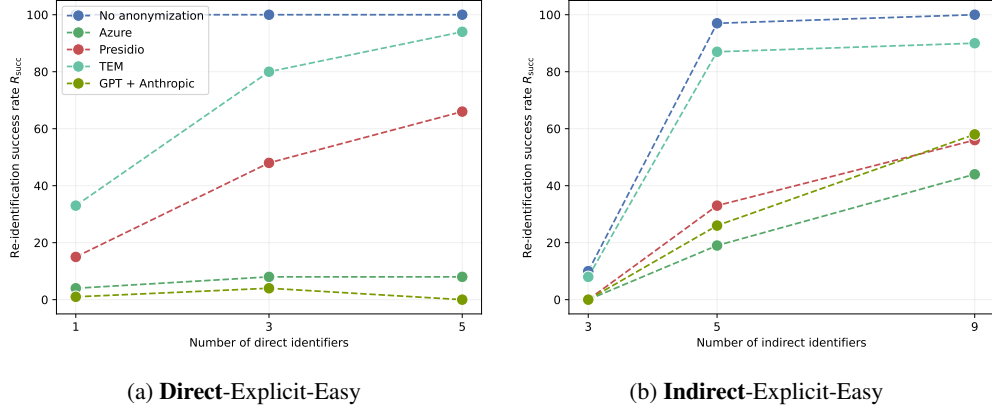 No anonymization
Azure
Presidio
TEM
GPT + Anthropic
Re-identification success rate R_succ
100
80
60
40
20
0
1
3
5
Number of direct identifiers
(a) Direct-Explicit-Easy
Re-identification success rate R_succ
100
80
60
40
20
0
3
5
9
Number of indirect identifiers
(b) Indirect-Explicit-Easy